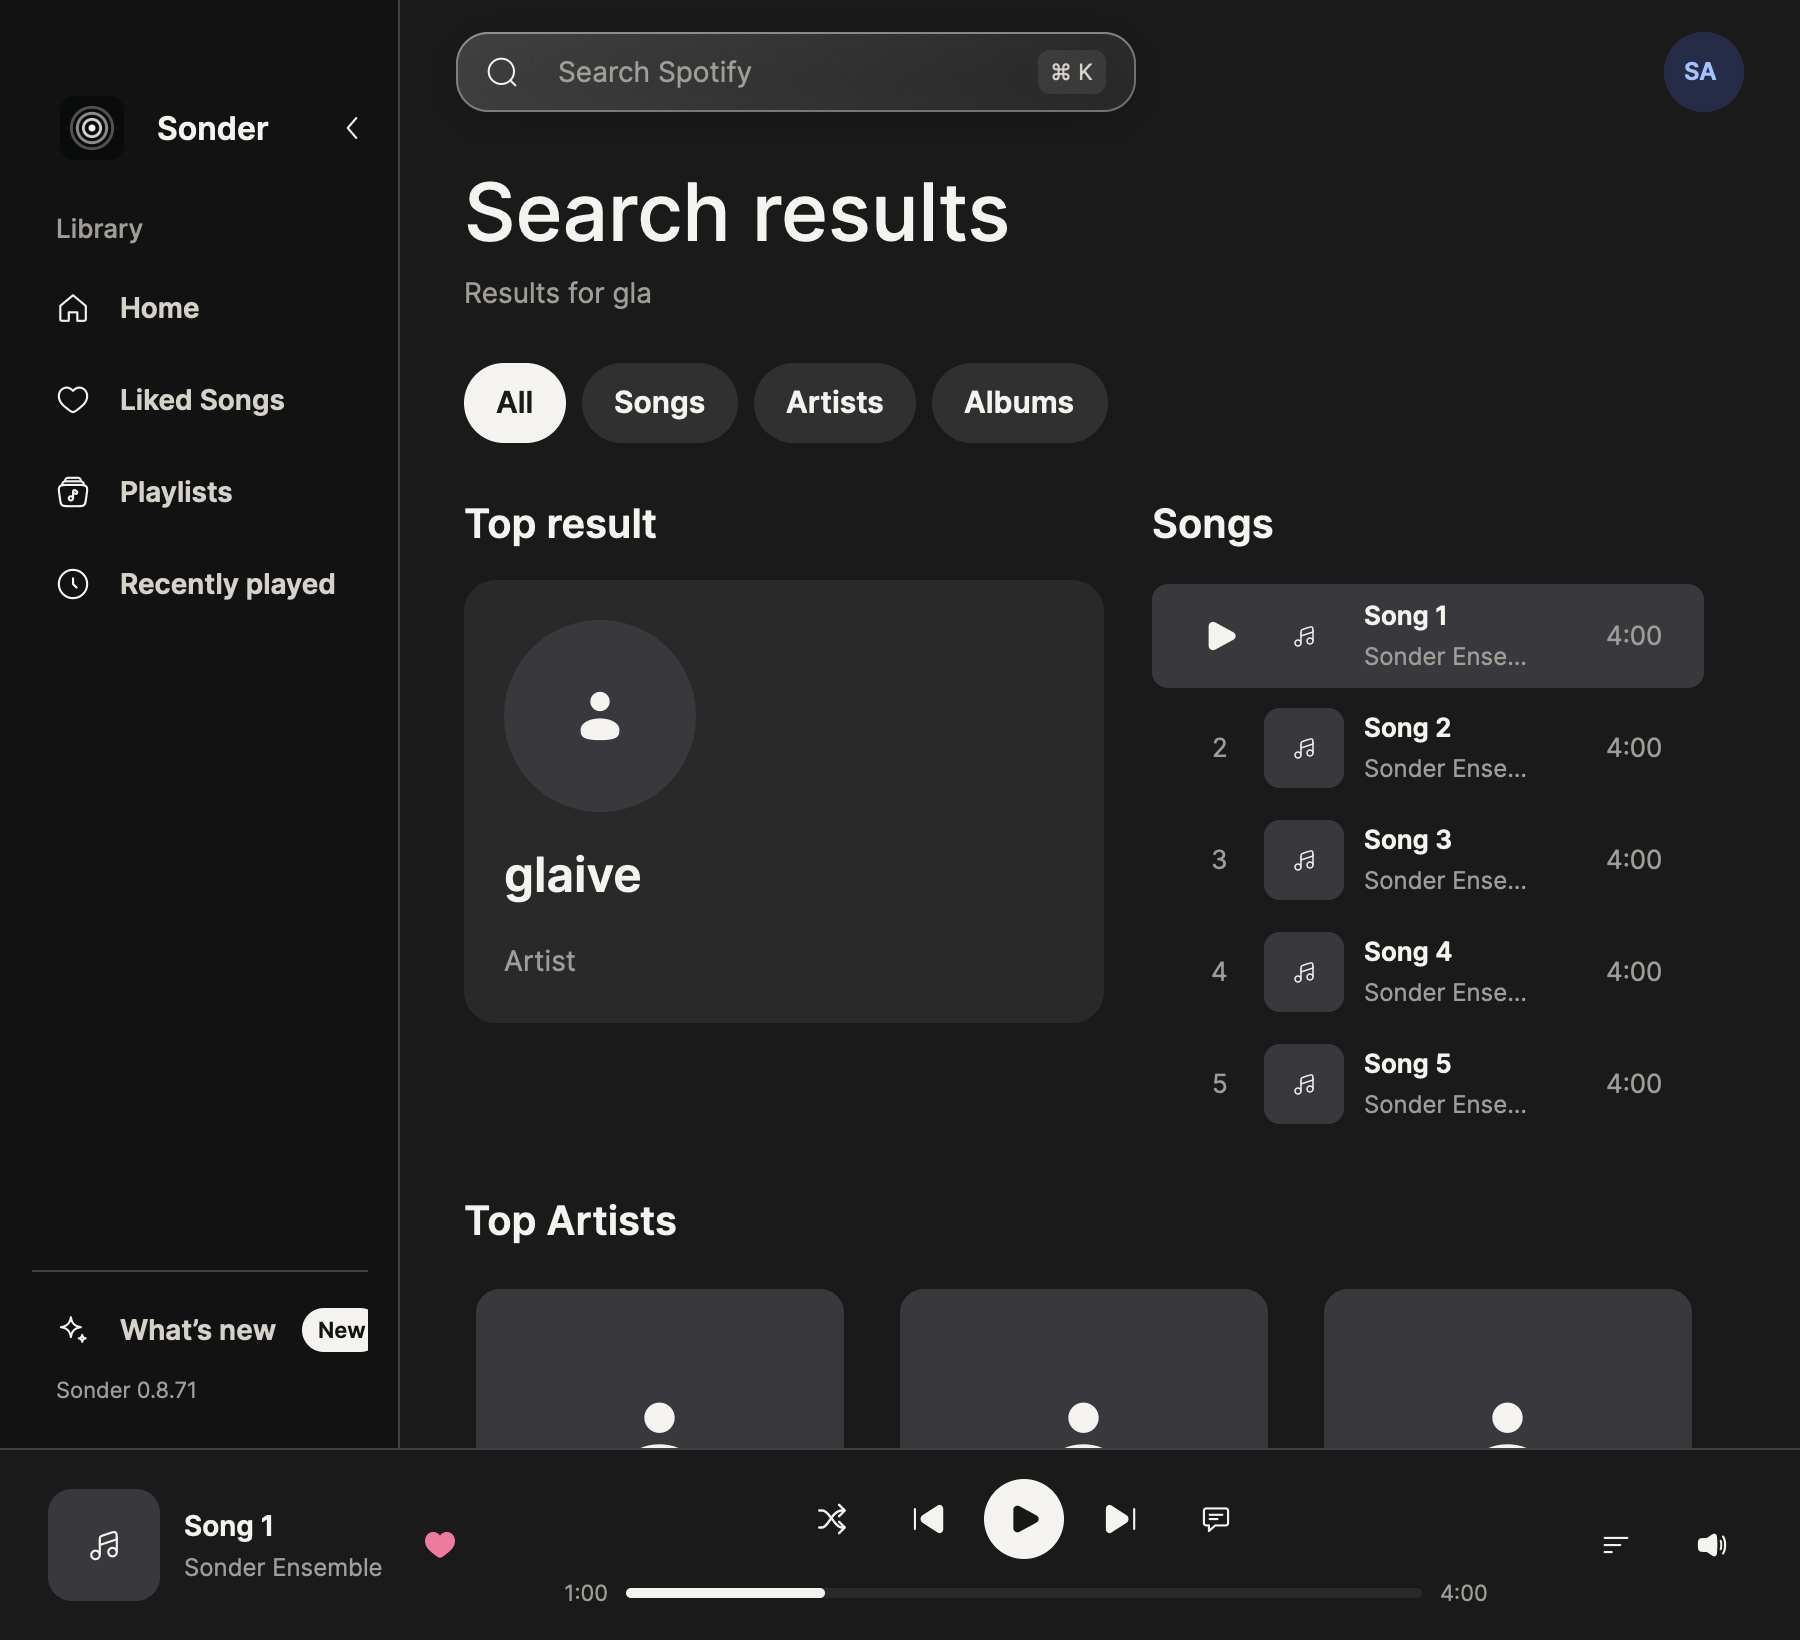 Sonder
Library
Home
Liked Songs
Playlists
Recently played
What’s new
New
Sonder 0.8.71
Search Spotify
⌘ K
SA
Search results
Results for gla
All
Songs
Artists
Albums
Top result
glaive
Artist
Songs
Song 1
Sonder Ense...
4:00
2
Song 2
Sonder Ense...
4:00
3
Song 3
Sonder Ense...
4:00
4
Song 4
Sonder Ense...
4:00
5
Song 5
Sonder Ense...
4:00
Top Artists
Song 1
Sonder Ensemble
1:00
4:00